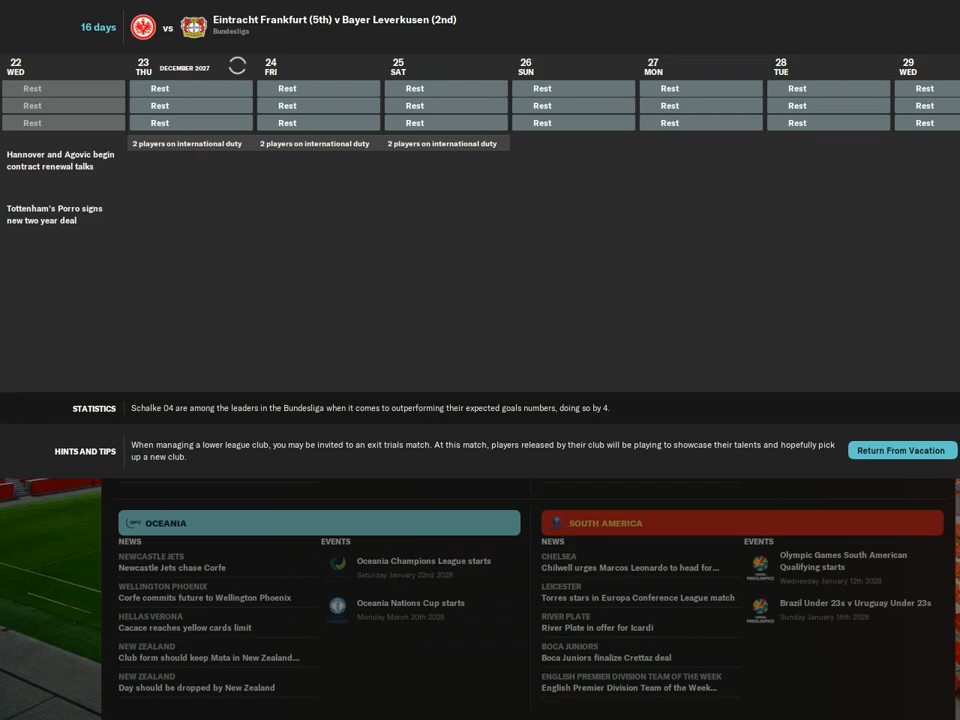 16 days
vs
Eintracht Frankfurt (5th) v Bayer Leverkusen (2nd)
Bundesliga
22
WED
23
THU DECEMBER 2027
24
FRI
25
SAT
26
SUN
27
MON
28
TUE
29
WED
Rest Rest Rest Rest Rest Rest Rest Rest
Rest Rest Rest Rest Rest Rest Rest Rest
Rest Rest Rest Rest Rest Rest Rest Rest
2 players on international duty 2 players on international duty 2 players on international duty
Hannover and Agovic begin
contract renewal talks
Tottenham's Porro signs
new two year deal
STATISTICS
Schalke 04 are among the leaders in the Bundesliga when it comes to outperforming their expected goals numbers, doing so by 4.
HINTS AND TIPS
When managing a lower league club, you may be invited to an exit trials match. At this match, players released by their club will be playing to showcase their talents and hopefully pick
up a new club.
Return From Vacation
OFC OCEANIA
NEWS
NEWCASTLE JETS
Newcastle Jets chase Corfe
WELLINGTON PHOENIX
Corfe commits future to Wellington Phoenix
HELLAS VERONA
Cacace reaches yellow cards limit
NEW ZEALAND
Club form should keep Mata in New Zealand...
NEW ZEALAND
Day should be dropped by New Zealand
EVENTS
Oceania Champions League starts
Saturday January 22nd 2028
Oceania Nations Cup starts
Monday March 20th 2028
SOUTH AMERICA
NEWS
CHELSEA
Chilwell urges Marcos Leonardo to head for...
LEICESTER
Torres stars in Europa Conference League match
RIVER PLATE
River Plate in offer for Icardi
BOCA JUNIORS
Boca Juniors finalize Crettaz deal
ENGLISH PREMIER DIVISION TEAM OF THE WEEK
English Premier Division Team of the Week...
EVENTS
Olympic Games South American
Qualifying starts
Wednesday January 12th 2028
Brazil Under 23s v Uruguay Under 23s
Sunday January 16th 2028